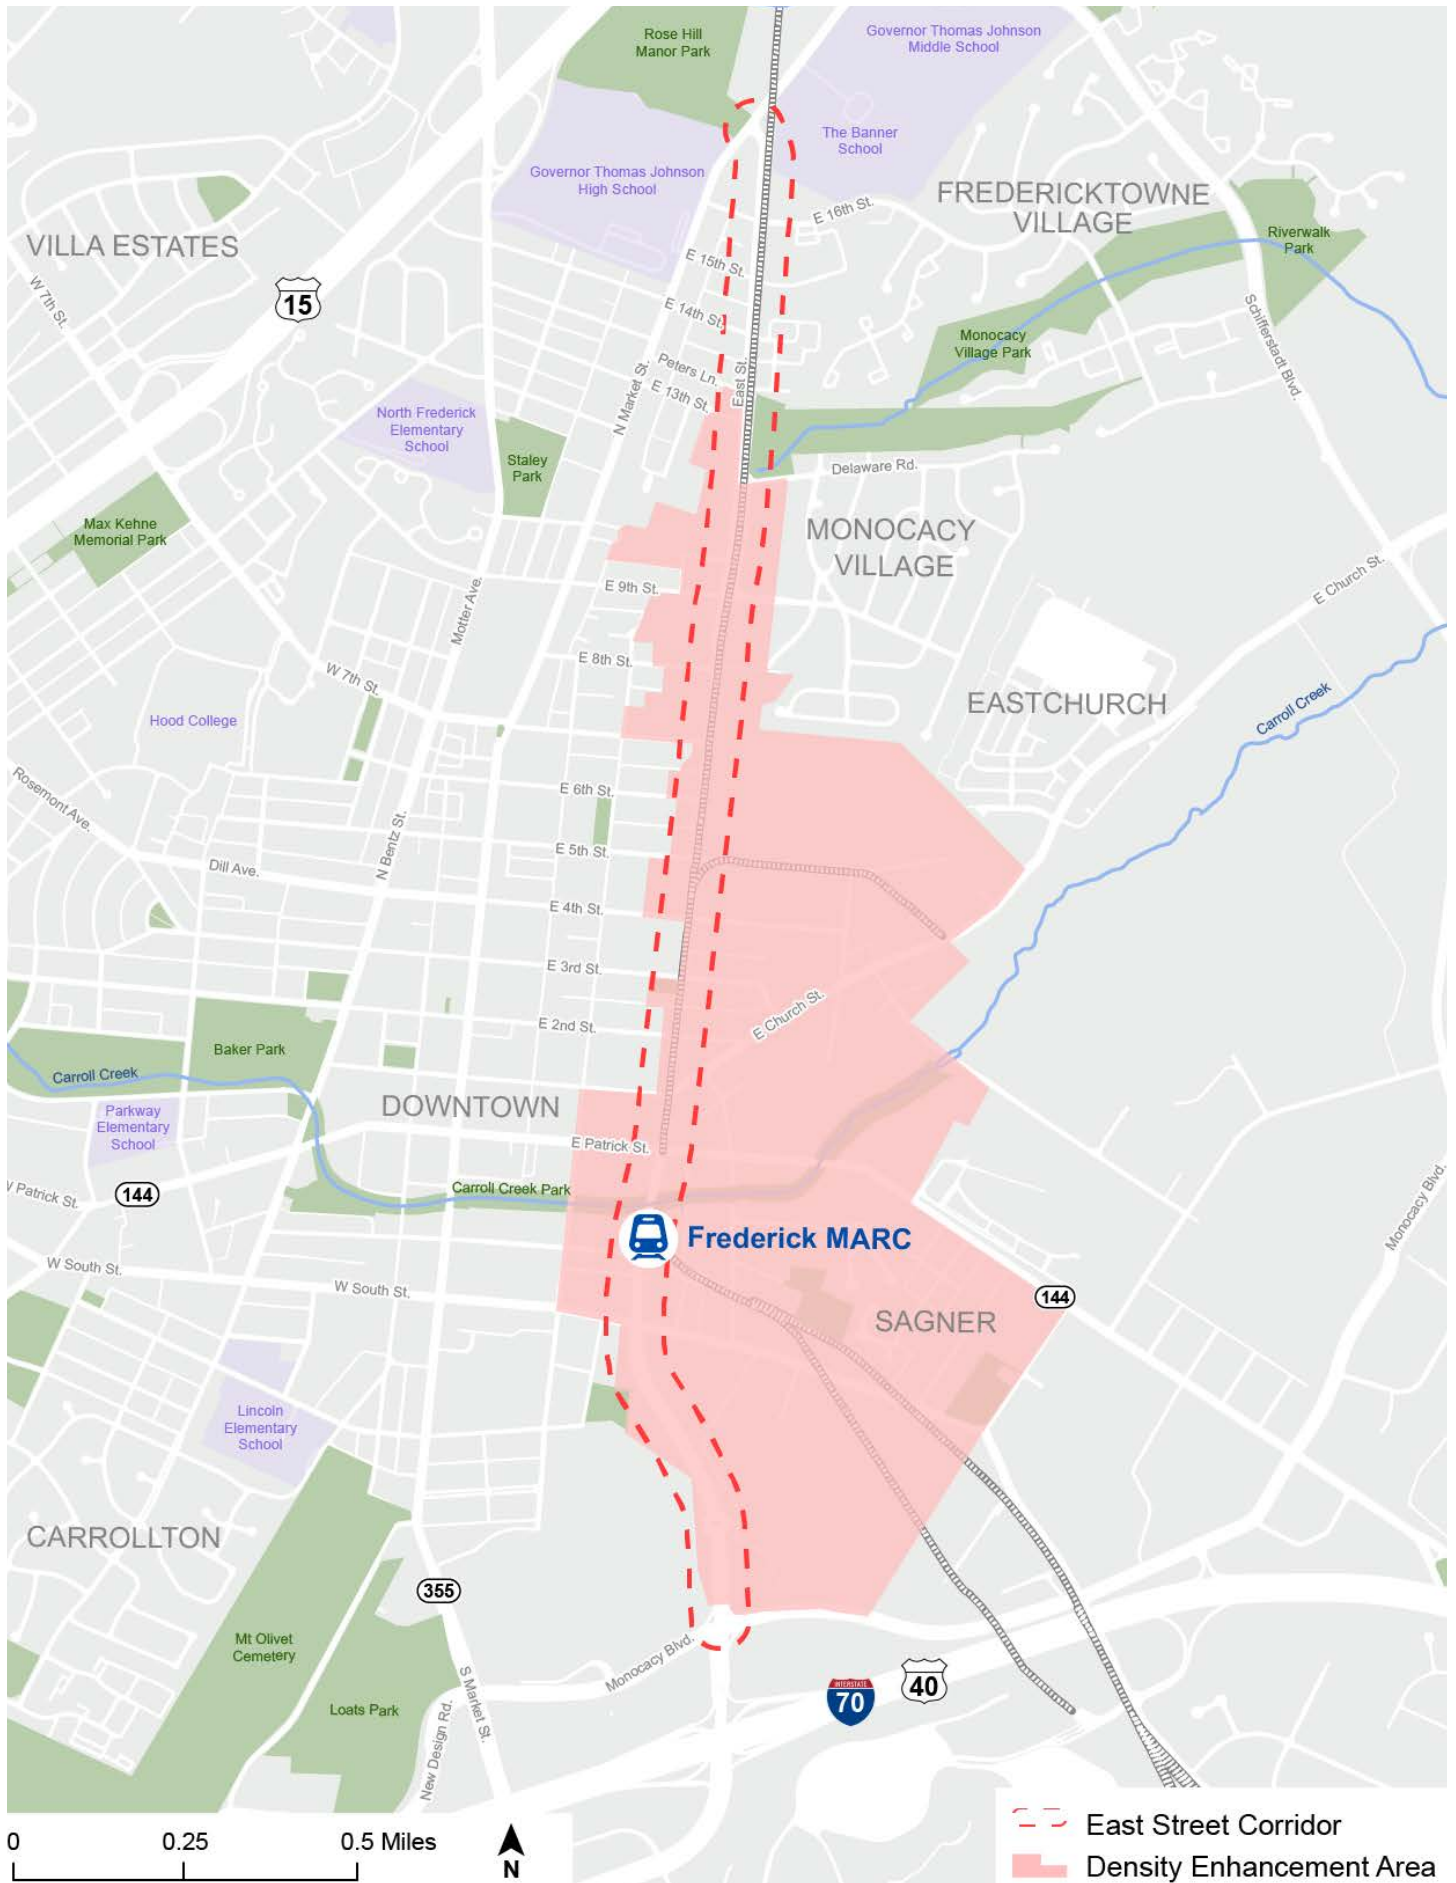 Rose Hill
Manor Park
Governor Thomas Johnson
Middle School
The Banner
School
Governor Thomas Johnson
High School
FREDERICKTOWNE
VILLAGE
E 16th St.
Riverwalk
Park
VILLA ESTATES
W 7th St.
15
E 15th St.
E 14th St.
Schifferstadt Blvd.
Monocacy
Village Park
Peters Ln.
East St.
E 13th St.
N Market St.
North Frederick
Elementary
School
Staley
Park
Delaware Rd.
Max Kehne
Memorial Park
MONOCACY
VILLAGE
E Church St.
E 9th St.
Motter Ave.
E 8th St.
W 7th St.
EASTCHURCH
Carroll Creek
Hood College
Rosemont Ave.
E 6th St.
N Bentz St.
E 5th St.
Dill Ave.
E 4th St.
E 3rd St.
E Church St.
E 2nd St.
Baker Park
Carroll Creek
Parkway
Elementary
School
DOWNTOWN
E Patrick St.
W Patrick St.
144
Carroll Creek Park
Monocacy Blvd.
Frederick MARC
W South St.
W South St.
144
SAGNER
Lincoln
Elementary
School
CARROLLTON
355
Mt Olivet
Cemetery
Monocacy Blvd.
S Market St.
INTERSTATE
70
40
Loats Park
New Design Rd.
0 0.25 0.5 Miles
N
East Street Corridor
Density Enhancement Area